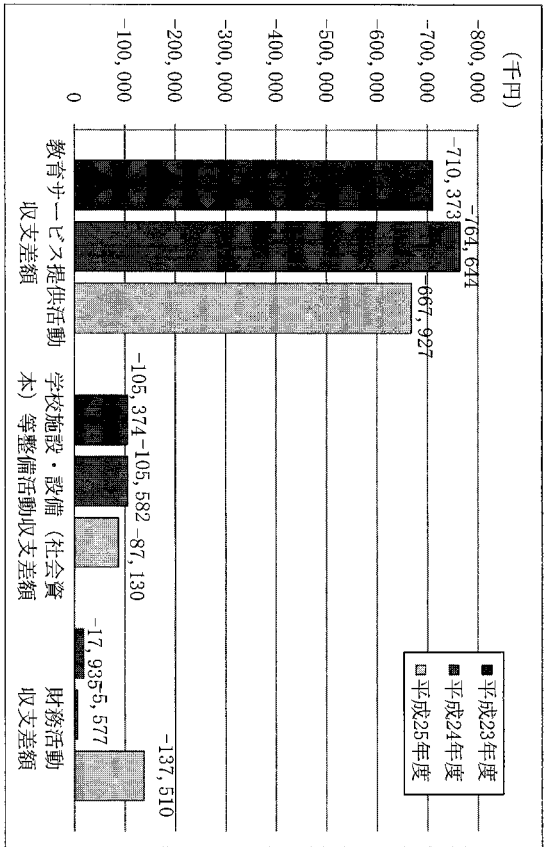 (千円)
-800,000
-700,000
-600,000
-500,000
-400,000
-300,000
-200,000
-100,000
0
-710,373
-764,644
-667,927
-105,374
-105,582
-87,130
-17,935
-5,577
-137,510
教育サービス提供活動
収支差額
学校施設・設備（社会資
本）等整備活動収支差額
財務活動
収支差額
平成23年度
平成24年度
平成25年度